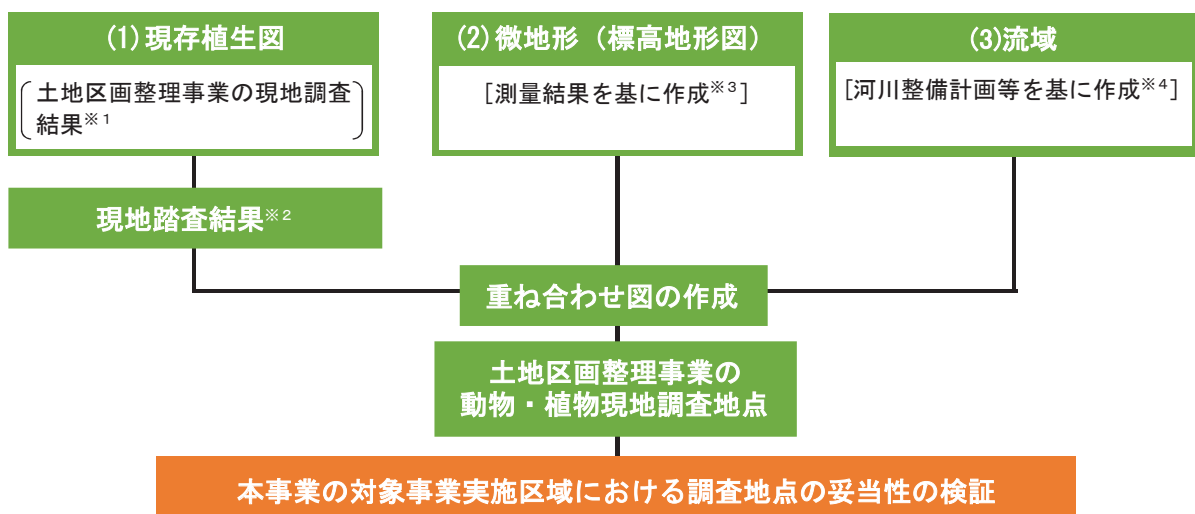 (1)現存植生図
土地区画整理事業の現地調査
結果※1
(2)微地形（標高地形図）
[測量結果を基に作成※3]
(3)流域
[河川整備計画等を基に作成※4]
現地踏査結果※2
重ね合わせ図の作成
土地区画整理事業の
動物・植物現地調査地点
本事業の対象事業実施区域における調査地点の妥当性の検証